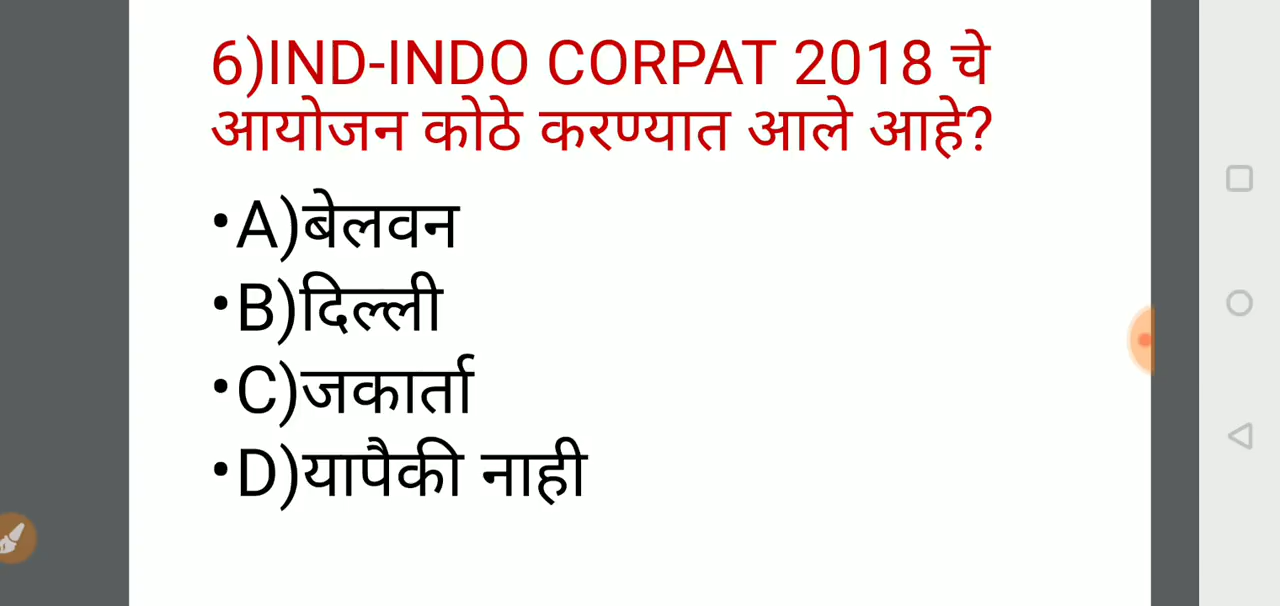 6)IND-INDO CORPAT 2018 चे
आयोजन कोठे करण्यात आले आहे?
•A)बेलवन
•B)दिल्ली
•C)जकार्ता
•D)यापैकी नाही